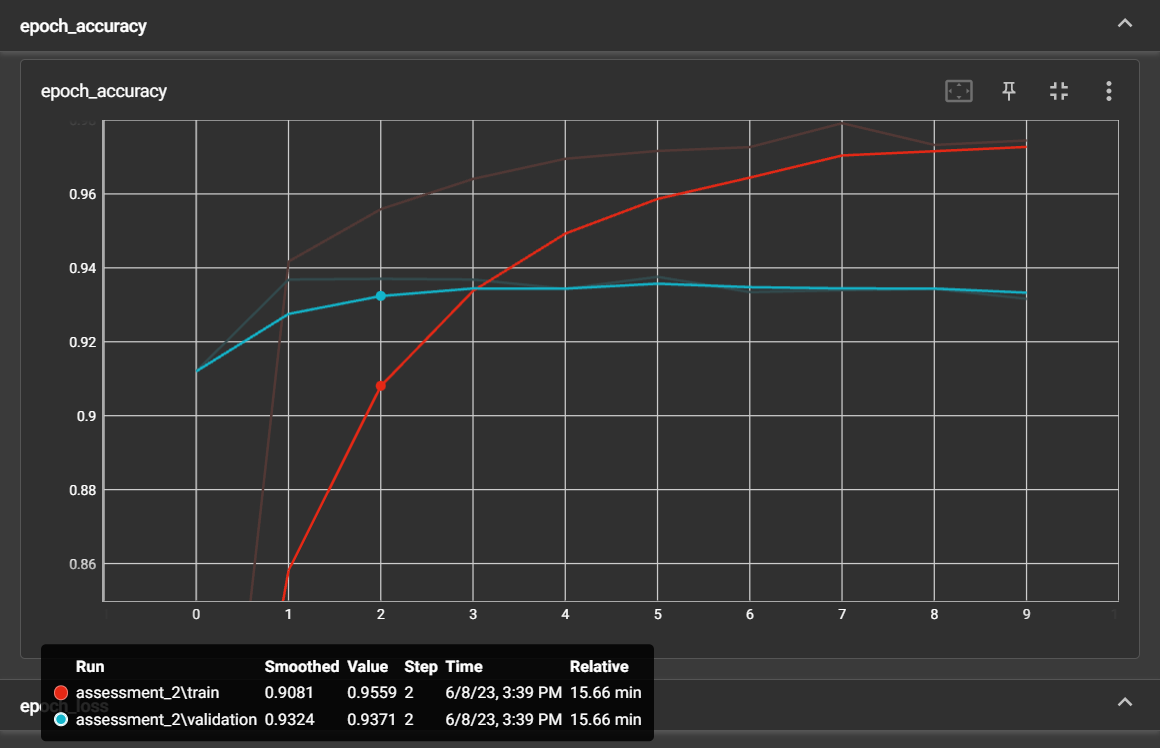 epoch_accuracy
epoch_accuracy
0.98
0.96
0.94
0.92
0.9
0.88
0.86
0 1 2 3 4 5 6 7 8 9
Run Smoothed Value Step Time Relative
assessment_2\train 0.9081 0.9559 2 6/8/23, 3:39 PM 15.66 min
epoch_loss
assessment_2\validation 0.9324 0.9371 2 6/8/23, 3:39 PM 15.66 min